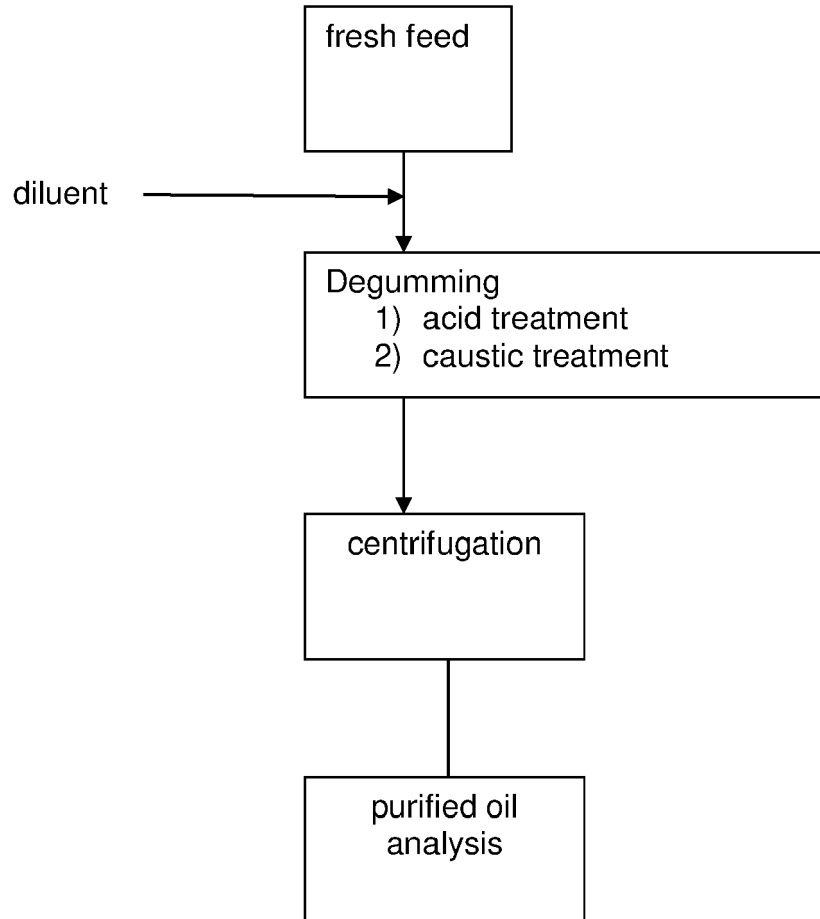 fresh feed
diluent
Degumming
1) acid treatment
2) caustic treatment
centrifugation
purified oil
analysis